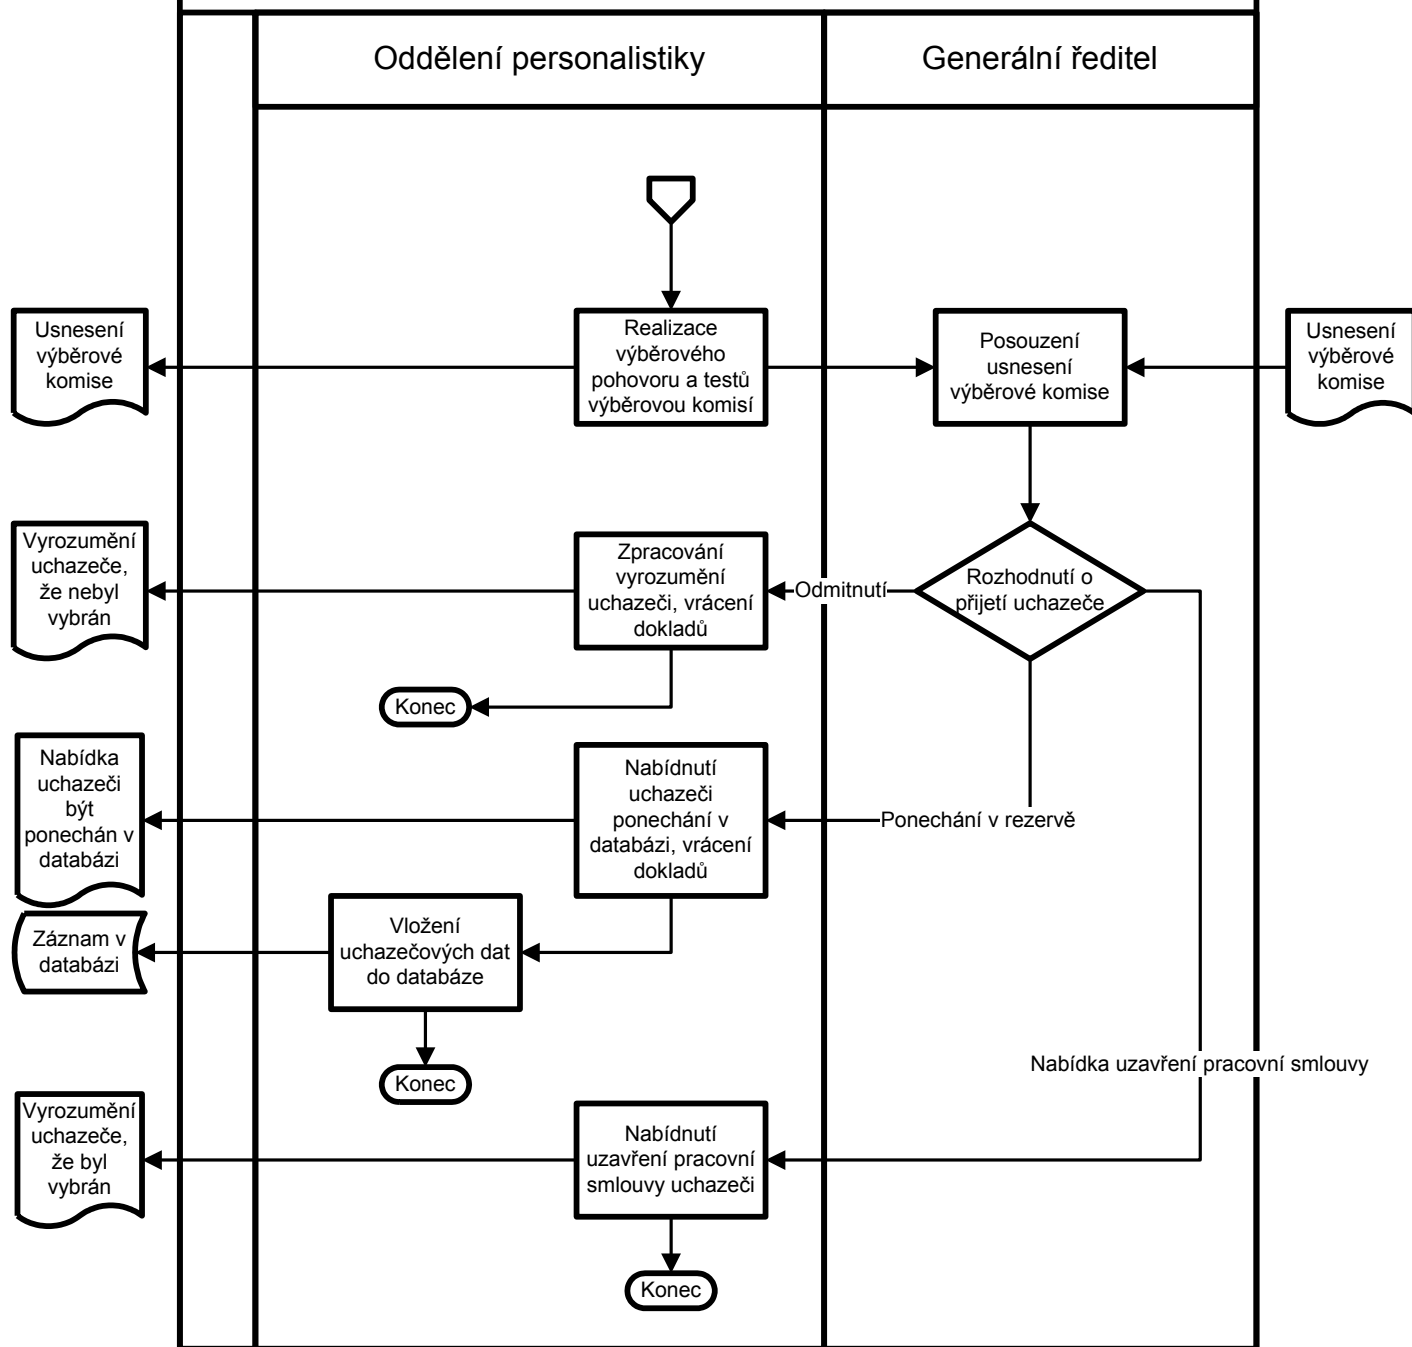 Oddělení personalistiky
Generální ředitel
Usnesení
výběrové
komise
Realizace
výběrového
pohovoru a testů
výběrovou komisí
Posouzení
usnesení
výběrové komise
Usnesení
výběrové
komise
Vyrozumění
uchazeče,
že nebyl
vybrán
Zpracování
vyrozumění
uchazeči, vrácení
dokladů
Odmitnutí
Rozhodnutí o
přijetí uchazeče
Konec
Nabídka
uchazeči
být
ponechán v
databázi
Nabídnutí
uchazeči
ponechání v
databázi, vrácení
dokladů
Ponechání v rezervě
Záznam v
databázi
Vložení
uchazečových dat
do databáze
Konec
Nabídka uzavření pracovní smlouvy
Vyrozumění
uchazeče,
že byl
vybrán
Nabídnutí
uzavření pracovní
smlouvy uchazeči
Konec